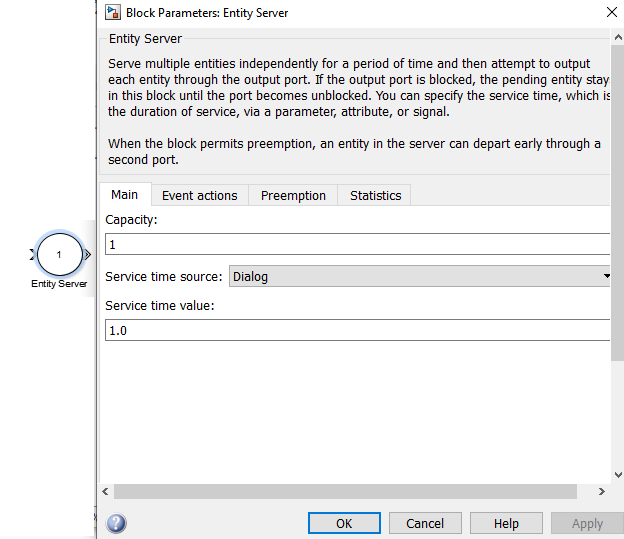 Block Parameters: Entity Server
Entity Server
Serve multiple entities independently for a period of time and then attempt to output
each entity through the output port. If the output port is blocked, the pending entity stay
in this block until the port becomes unblocked. You can specify the service time, which is
the duration of service, via a parameter, attribute, or signal.
When the block permits preemption, an entity in the server can depart early through a
second port.
Main Event actions Preemption Statistics
Capacity:
1
Service time source: Dialog
Service time value:
1.0
1
Entity Server
OK Cancel Help Apply